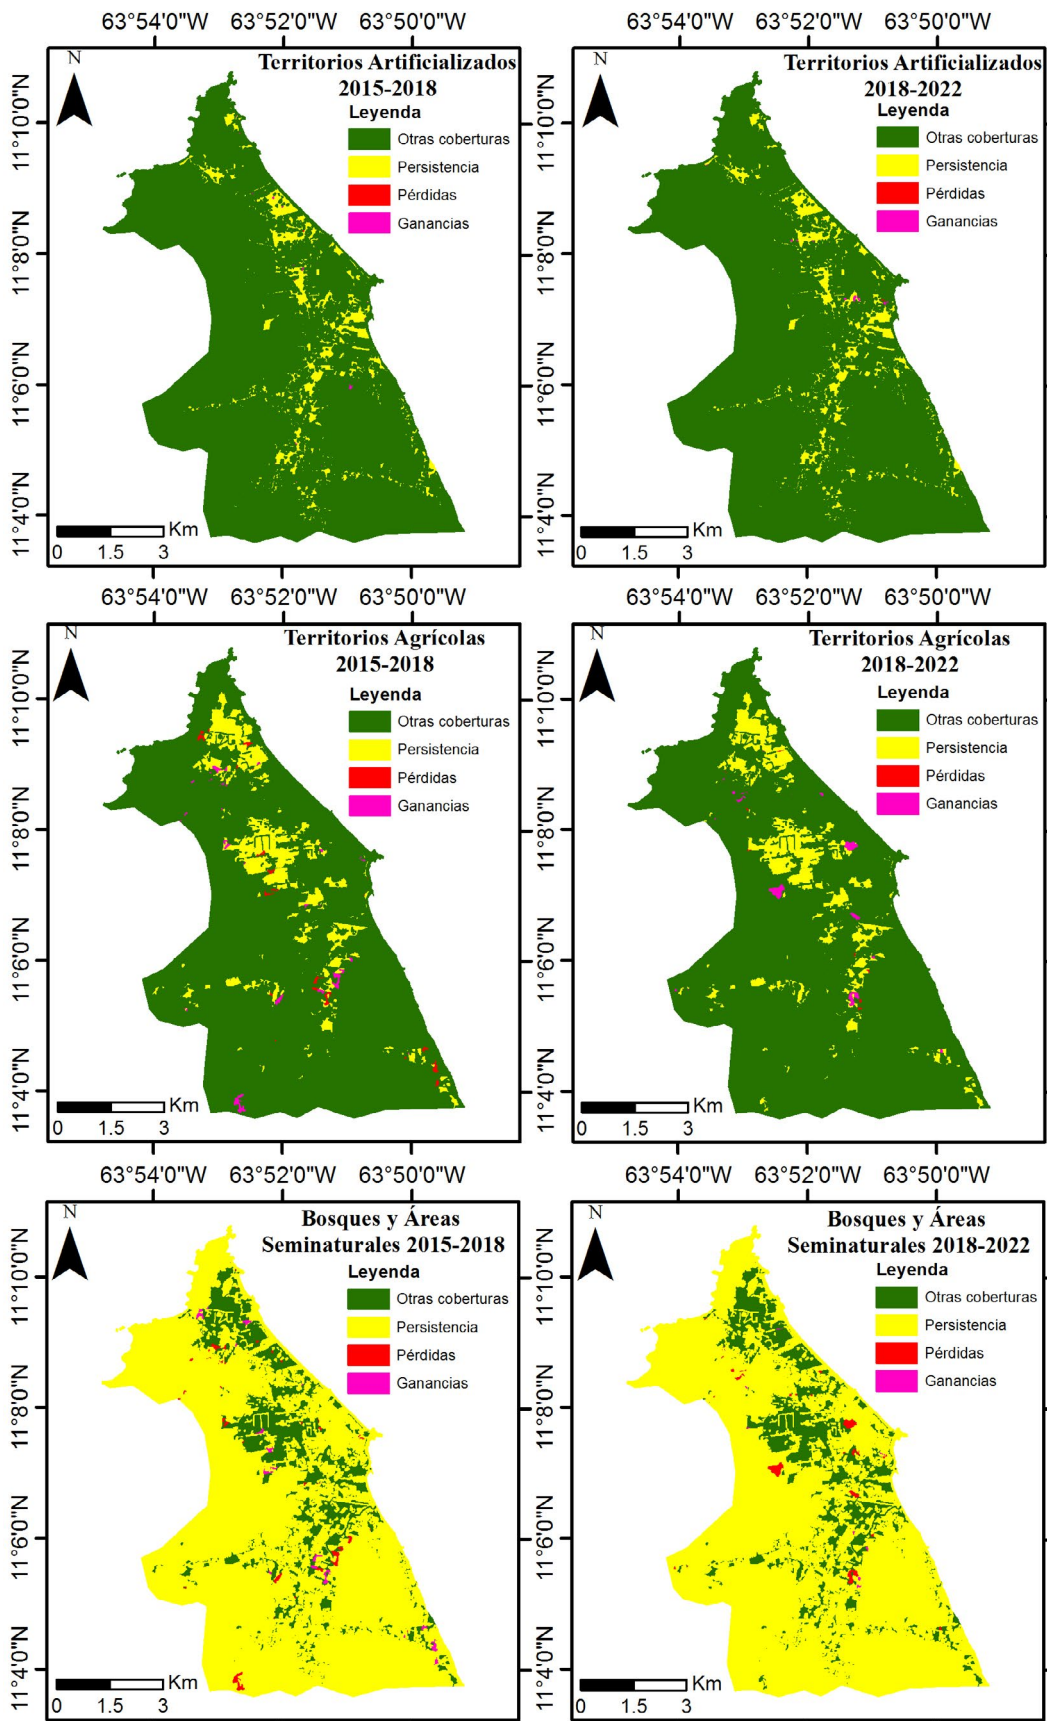 63°54'0"W 63°52'0"W 63°50'0"W
63°54'0"W 63°52'0"W 63°50'0"W
N
Territorios Artificializados
2015-2018
Leyenda
Otras coberturas
Persistencia
Pérdidas
Ganancias
11°10'0"N
11°8'0"N
11°6'0"N
11°4'0"N
Km
0 1.5 3
N
Territorios Artificializados
2018-2022
Leyenda
Otras coberturas
Persistencia
Pérdidas
Ganancias
11°10'0"N
11°8'0"N
11°6'0"N
11°4'0"N
Km
0 1.5 3
63°54'0"W 63°52'0"W 63°50'0"W
63°54'0"W 63°52'0"W 63°50'0"W
N
Territorios Agrícolas
2015-2018
Leyenda
Otras coberturas
Persistencia
Pérdidas
Ganancias
11°10'0"N
11°8'0"N
11°6'0"N
11°4'0"N
Km
0 1.5 3
N
Territorios Agrícolas
2018-2022
Leyenda
Otras coberturas
Persistencia
Pérdidas
Ganancias
11°10'0"N
11°8'0"N
11°6'0"N
11°4'0"N
Km
0 1.5 3
63°54'0"W 63°52'0"W 63°50'0"W
63°54'0"W 63°52'0"W 63°50'0"W
N
Bosques y Áreas
Seminaturales 2015-2018
Leyenda
Otras coberturas
Persistencia
Pérdidas
Ganancias
11°10'0"N
11°8'0"N
11°6'0"N
11°4'0"N
Km
0 1.5 3
N
Bosques y Áreas
Seminaturales 2018-2022
Leyenda
Otras coberturas
Persistencia
Pérdidas
Ganancias
11°10'0"N
11°8'0"N
11°6'0"N
11°4'0"N
Km
0 1.5 3